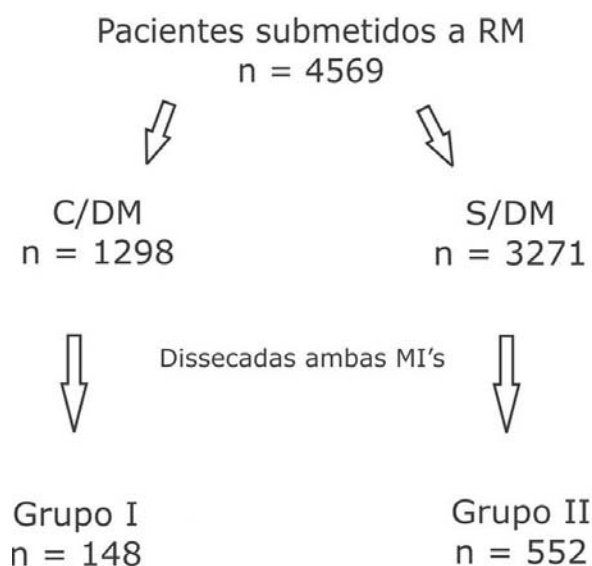 Pacientes submetidos a RM
n = 4569
C/DM
n = 1298
S/DM
n = 3271
Dissecadas ambas MI's
Grupo I
n = 148
Grupo II
n = 552